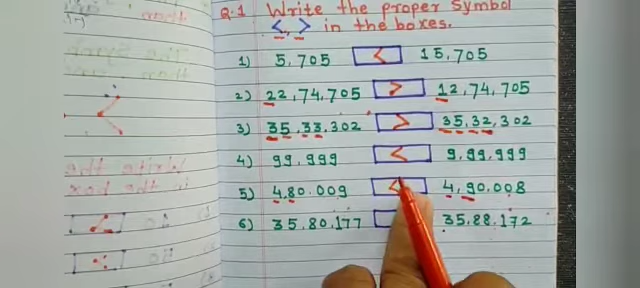 Q.1 Write the proper Symbol
<, > in the boxes.
1) 5,705 < 15,705
2) 22,74,705 > 12,74,705
3) 35,33,302 > 35,32,302
4) 99,999 < 9,99,999
5) 4,80,009 < 4,90,008
6) 35,80,177 35,88,172